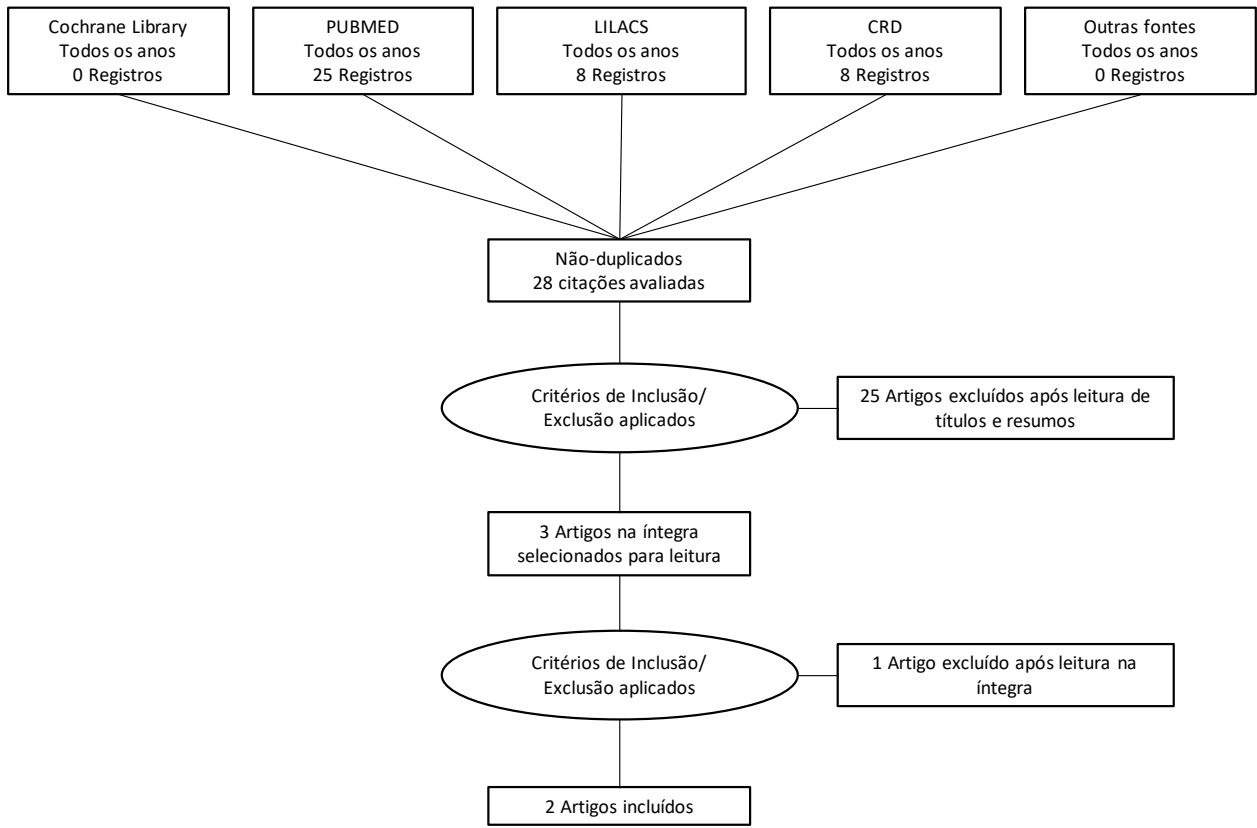 Cochrane Library
Todos os anos
0 Registros
PUBMED
Todos os anos
25 Registros
LILACS
Todos os anos
8 Registros
CRD
Todos os anos
8 Registros
Outras fontes
Todos os anos
0 Registros
Não-duplicados
28 citações avaliadas
Critérios de Inclusão/
Exclusão aplicados
25 Artigos excluídos após leitura de
títulos e resumos
3 Artigos na íntegra
selecionados para leitura
Critérios de Inclusão/
Exclusão aplicados
1 Artigo excluído após leitura na
íntegra
2 Artigos incluídos